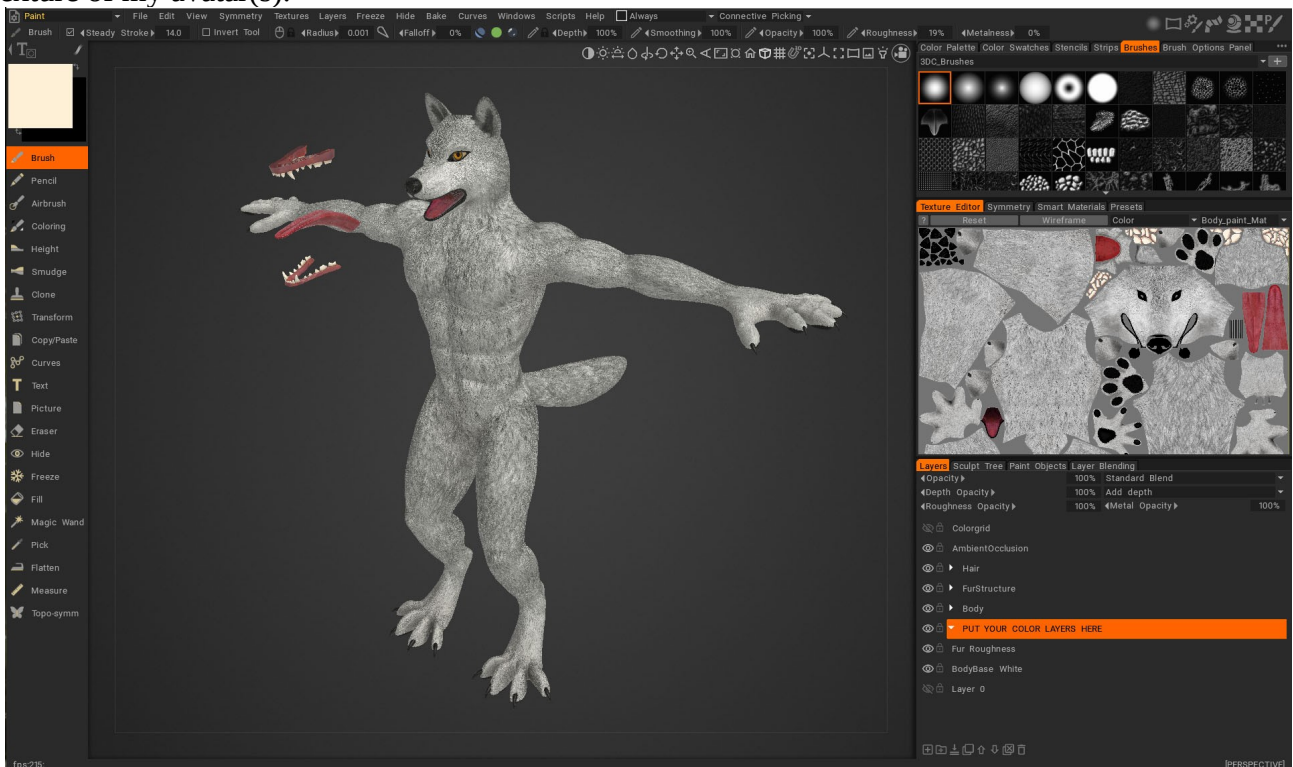 Paint File Edit View Symmetry Textures Layers Freeze Hide Bake Curves Windows Scripts Help Always Connective Picking
Brush Steady Stroke 14.0 Invert Tool Radius 0.001 Falloff 0% Depth 100% Smoothing 100% Opacity 100% Roughness 19% Metalness 0%
Brush
Pencil
Airbrush
Coloring
Height
Smudge
Clone
Transform
Copy/Paste
Curves
Text
Picture
Eraser
Hide
Freeze
Fill
Magic Wand
Pick
Flatten
Measure
Topo-symm
fps:215;
Color Palette Color Swatches Stencils Strips Brushes Brush Options Panel
3DC_Brushes
Texture Editor Symmetry Smart Materials Presets
? Reset Wireframe Color Body_paint_Mat
Layers Sculpt Tree Paint Objects Layer Blending
Opacity 100% Standard Blend
Depth Opacity 100% Add depth
Roughness Opacity 100% Metal Opacity 100%
Colorgrid
AmbientOcclusion
Hair
FurStructure
Body
PUT YOUR COLOR LAYERS HERE
Fur Roughness
BodyBase White
Layer 0
[PERSPECTIVE]